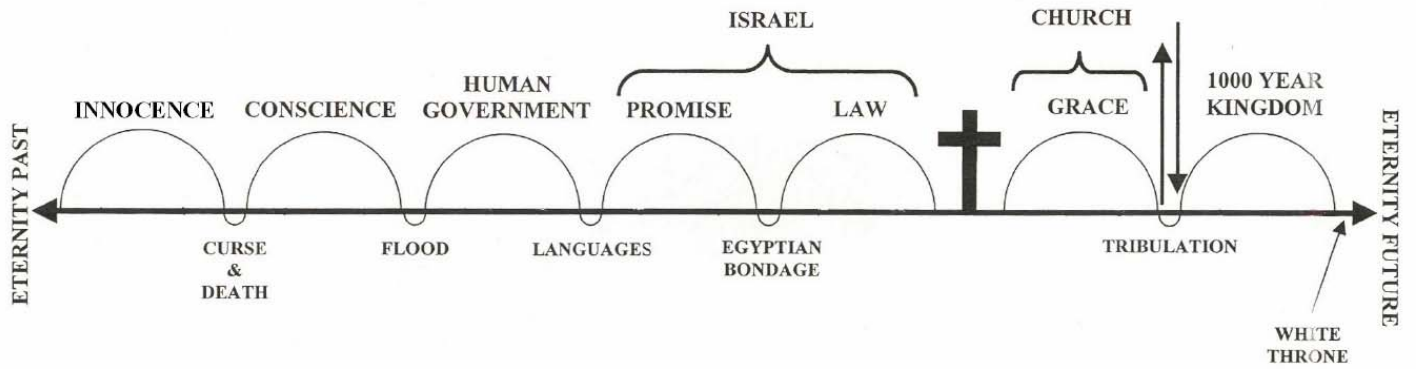 ISRAEL
CHURCH
INNOCENCE
CONSCIENCE
HUMAN
GOVERNMENT
PROMISE
LAW
GRACE
1000 YEAR
KINGDOM
ETERNITY PAST
ETERNITY FUTURE
CURSE
&
DEATH
FLOOD
LANGUAGES
EGYPTIAN
BONDAGE
TRIBULATION
WHITE
THRONE